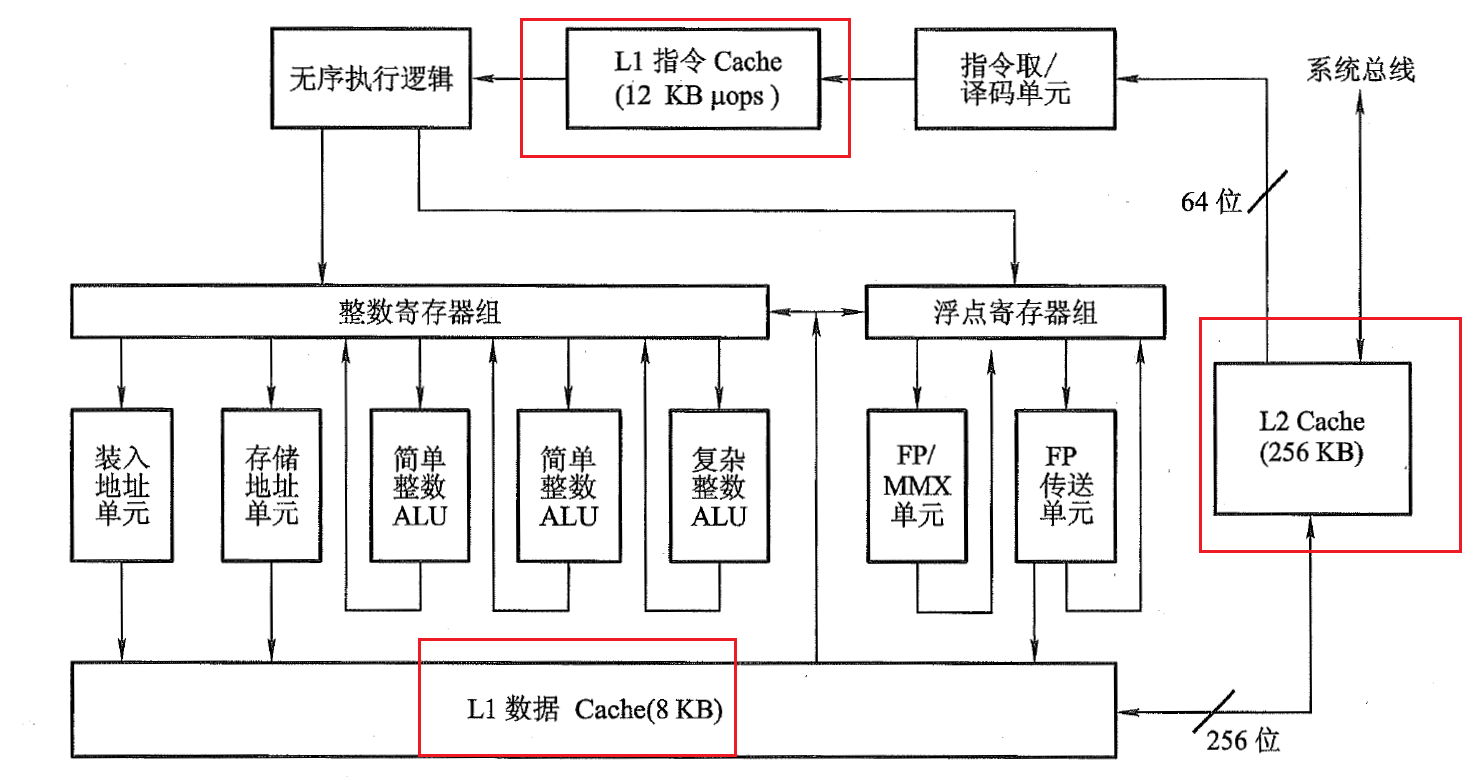 无序执行逻辑
L1 指令 Cache
(12 KB μops )
指令取/
译码单元
系统总线
64 位
整数寄存器组
浮点寄存器组
装入
地址
单元
存储
地址
单元
简单
整数
ALU
简单
整数
ALU
复杂
整数
ALU
FP/
MMX
单元
FP
传送
单元
L2 Cache
(256 KB)
L1 数据 Cache(8 KB)
256 位